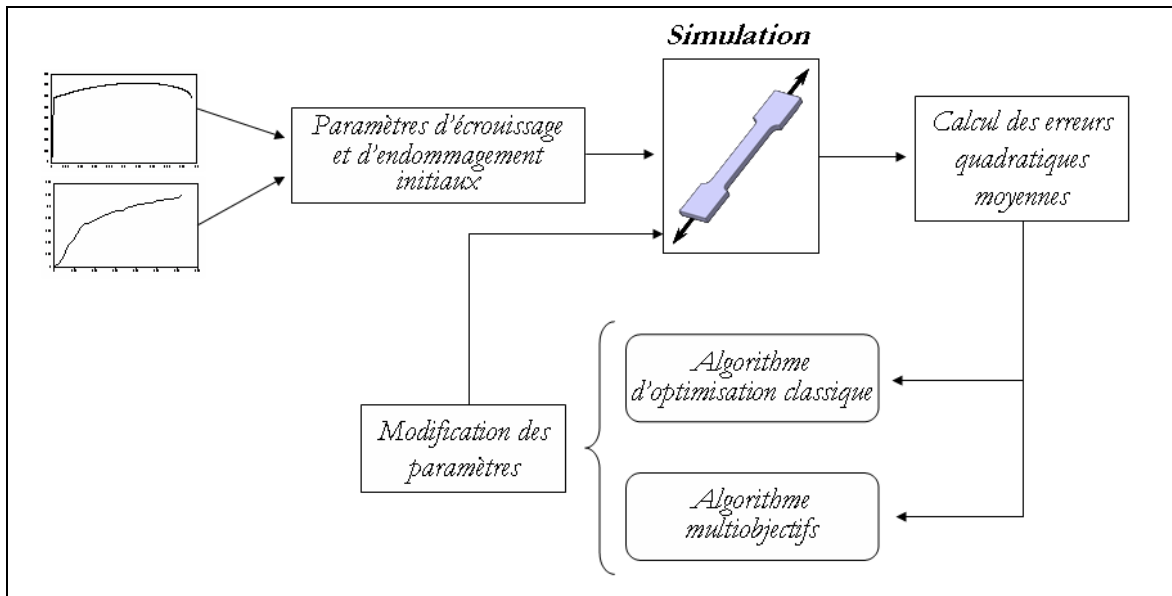 Simulation
Paramètres d'écrouissage
et d'endommagement
initiaux
Calcul des erreurs
quadratiques
moyennes
Algorithme
d'optimisation classique
Modification des
paramètres
Algorithme
multiobjectifs